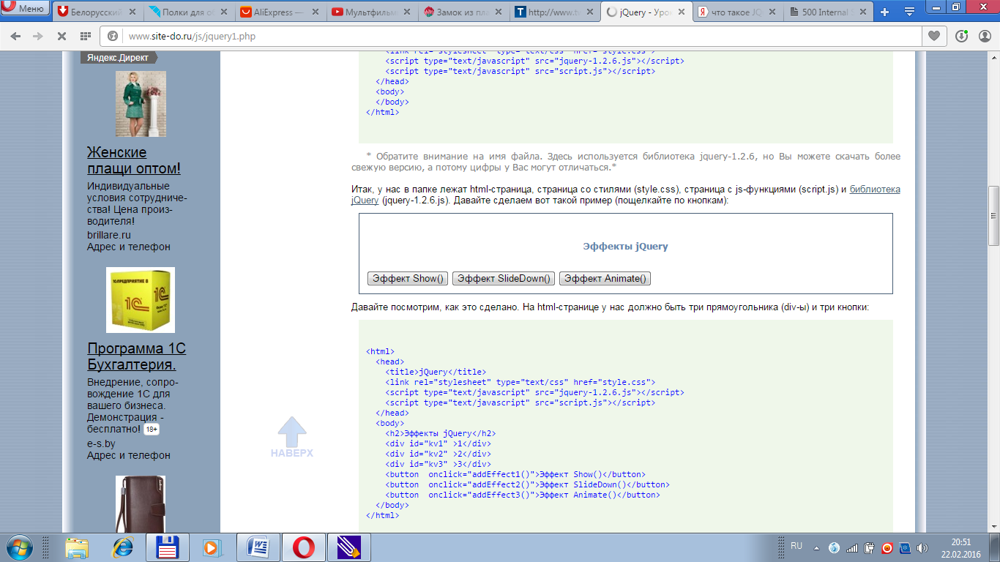 Меню
Белорусский
Полки для об
AliExpress —
Мультфильм
Замок из пла
http://www.tv
jQuery - Урок
что такое JQ
500 Internal S
www.site-do.ru/js/jquery1.php
Яндекс.Директ
Женские
плащи оптом!
Индивидуальные
условия сотрудниче-
ства! Цена произ-
водителя!
brillare.ru
Адрес и телефон
1С:ПРЕДПРИЯТИЕ 8
1С
Программа 1С
Бухгалтерия.
Внедрение, сопро-
вождение 1С для
вашего бизнеса.
Демонстрация -
бесплатно! 18+
e-s.by
Адрес и телефон
НАВЕРХ
<link rel="stylesheet" type="text/css" href="style.css">
<script type="text/javascript" src="jquery-1.2.6.js"></script>
<script type="text/javascript" src="script.js"></script>
</head>
<body>
</body>
</html>
* Обратите внимание на имя файла. Здесь используется библиотека jquery-1.2.6, но Вы можете скачать более
свежую версию, а потому цифры у Вас могут отличаться.*
Итак, у нас в папке лежат html-страница, страница со стилями (style.css), страница с js-функциями (script.js) и библиотека
jQuery (jquery-1.2.6.js). Давайте сделаем вот такой пример (пощелкайте по кнопкам):
Эффекты jQuery
Эффект Show() Эффект SlideDown() Эффект Animate()
Давайте посмотрим, как это сделано. На html-странице у нас должно быть три прямоугольника (div-ы) и три кнопки:
<html>
<head>
<title>jQuery</title>
<link rel="stylesheet" type="text/css" href="style.css">
<script type="text/javascript" src="jquery-1.2.6.js"></script>
<script type="text/javascript" src="script.js"></script>
</head>
<body>
<h2>Эффекты jQuery</h2>
<div id="kv1" >1</div>
<div id="kv2" >2</div>
<div id="kv3" >3</div>
<button  onclick="addEffect1()">Эффект Show()</button>
<button  onclick="addEffect2()">Эффект SlideDown()</button>
<button  onclick="addEffect3()">Эффект Animate()</button>
</body>
</html>
RU
20:51
22.02.2016